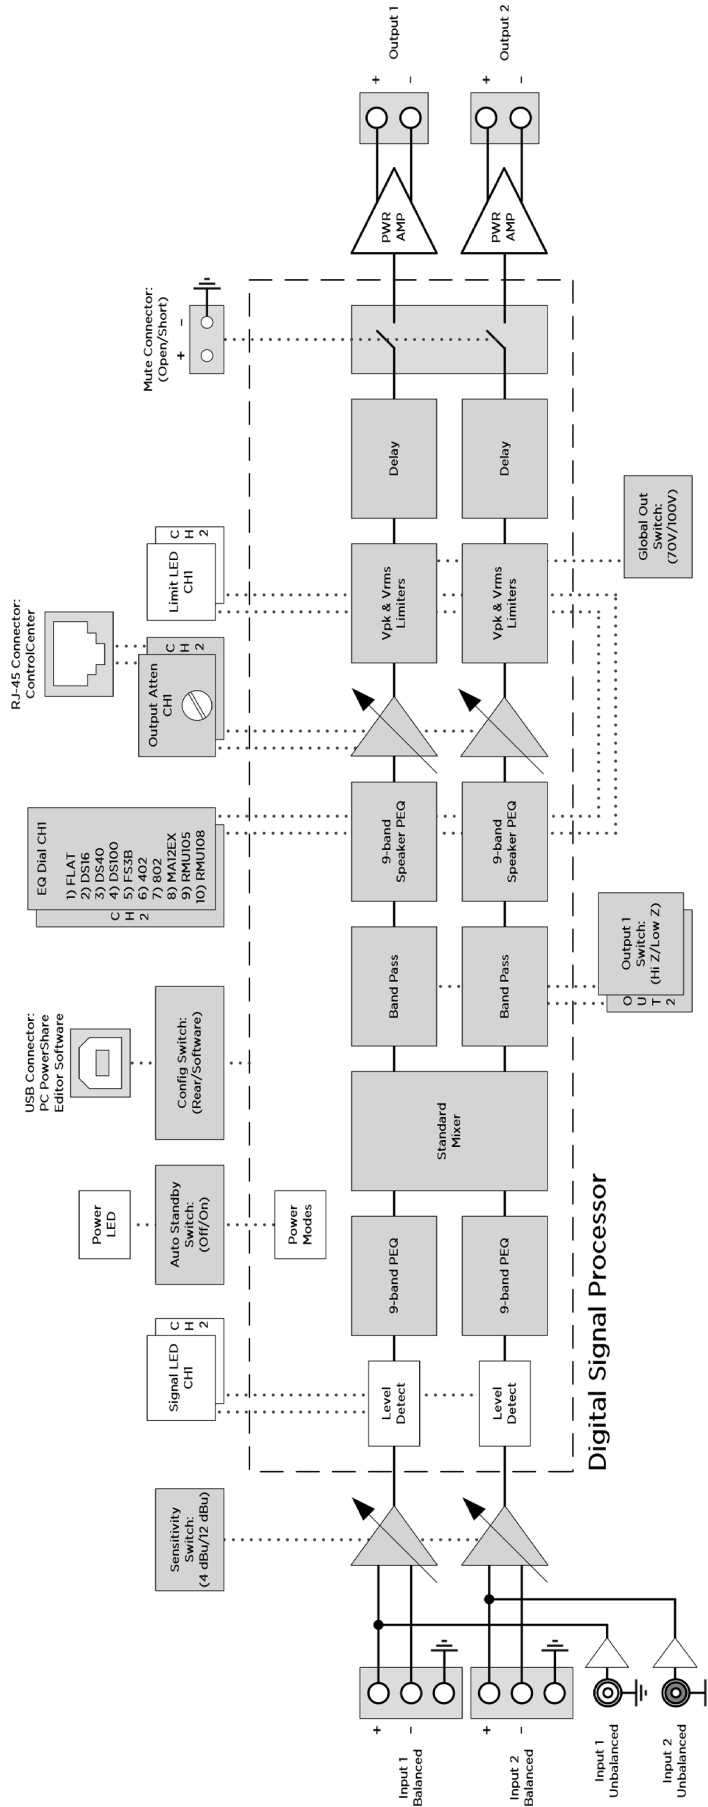 Sensitivity
Switch:
(4 dBu/12 dBu)
Signal LED
CH1
C
H
2
Power
LED
Auto Standby
Switch:
(Off/On)
Power
Modes
USB Connector:
PC PowerShare
Editor Software
Config Switch:
(Rear/Software)
EQ Dial CH1
1) FLAT
2) DS16
3) DS40
4) DS100
5) FS3B
6) 402
7) 802
8) MA12EX
9) RMU105
10) RMU108
C
H
2
RJ-45 Connector:
ControlCenter
Output Atten
CH1
C
H
2
Limit LED
CH1
C
H
2
Mute Connector:
(Open/Short)
+
–
Input 1
Balanced
+
–
Level
Detect
9-band PEQ
Standard
Mixer
Band Pass
9-band
Speaker PEQ
Vpk & Vrms
Limiters
Delay
PWR
AMP
+
–
Output 1
Input 2
Balanced
+
–
Level
Detect
9-band PEQ
Band Pass
9-band
Speaker PEQ
Vpk & Vrms
Limiters
Delay
PWR
AMP
+
–
Output 2
Input 1
Unbalanced
Input 2
Unbalanced
Digital Signal Processor
Output 1
Switch:
(Hi Z/Low Z)
O
U
T
2
Global Out
Switch:
(70V/100V)